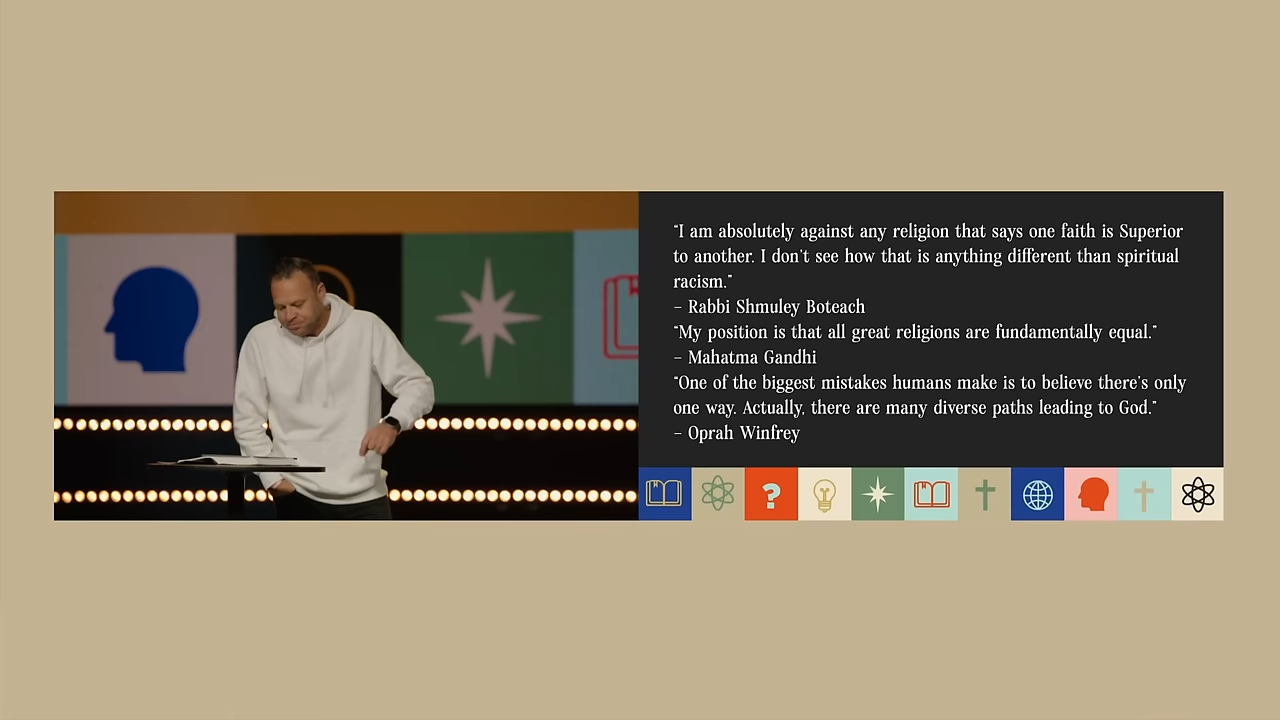 "I am absolutely against any religion that says one faith is Superior
to another. I don't see how that is anything different than spiritual
racism."
– Rabbi Shmuley Boteach
"My position is that all great religions are fundamentally equal."
– Mahatma Gandhi
"One of the biggest mistakes humans make is to believe there's only
one way. Actually, there are many diverse paths leading to God."
– Oprah Winfrey
?